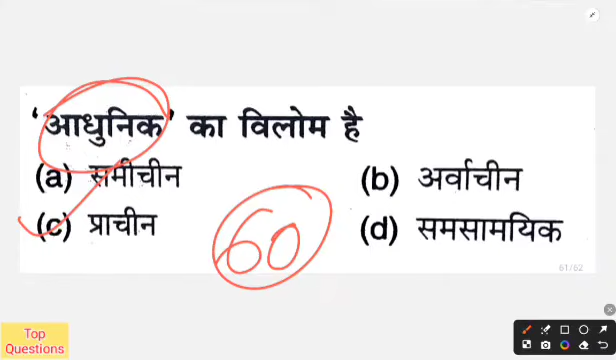 'आधुनिक' का विलोम है
(a) समीचीन
(b) अर्वाचीन
(c) प्राचीन
(d) समसामयिक
60
61/62
Top
Questions